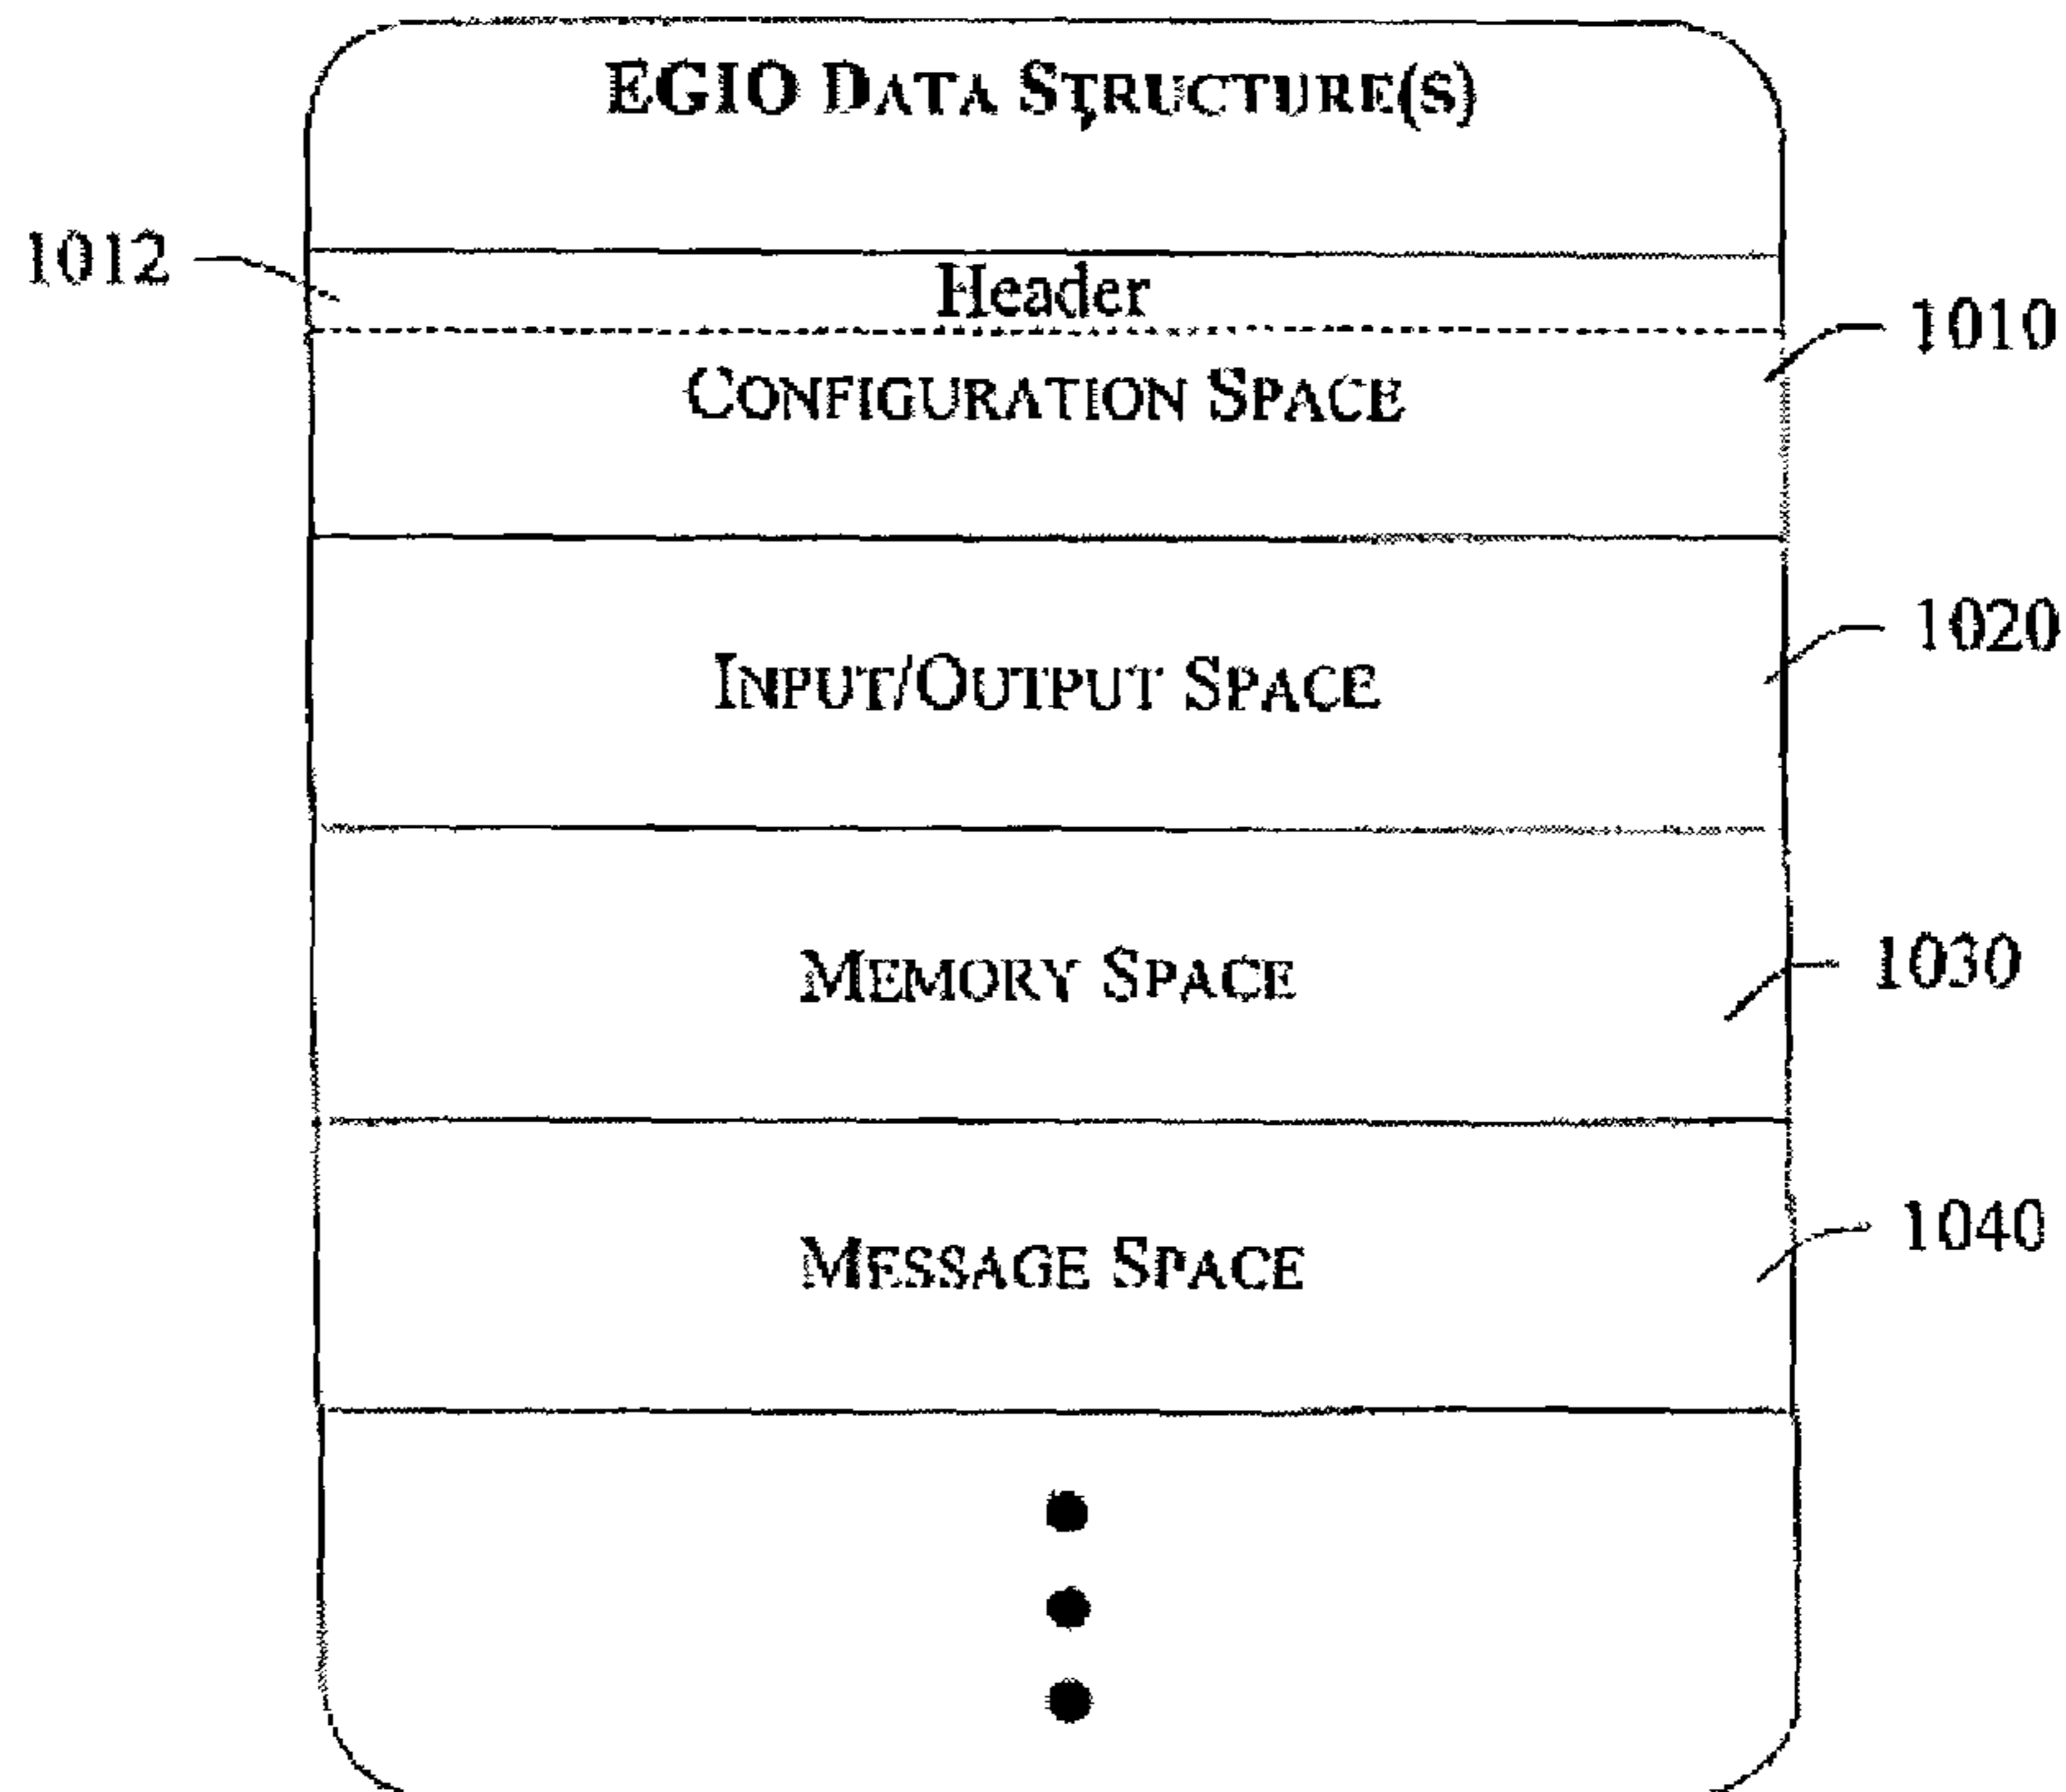 EGIO DATA STRUCTURE(S)
1012
Header
1010
CONFIGURATION SPACE
1020
INPUT/OUTPUT SPACE
1030
MEMORY SPACE
1040
MESSAGE SPACE